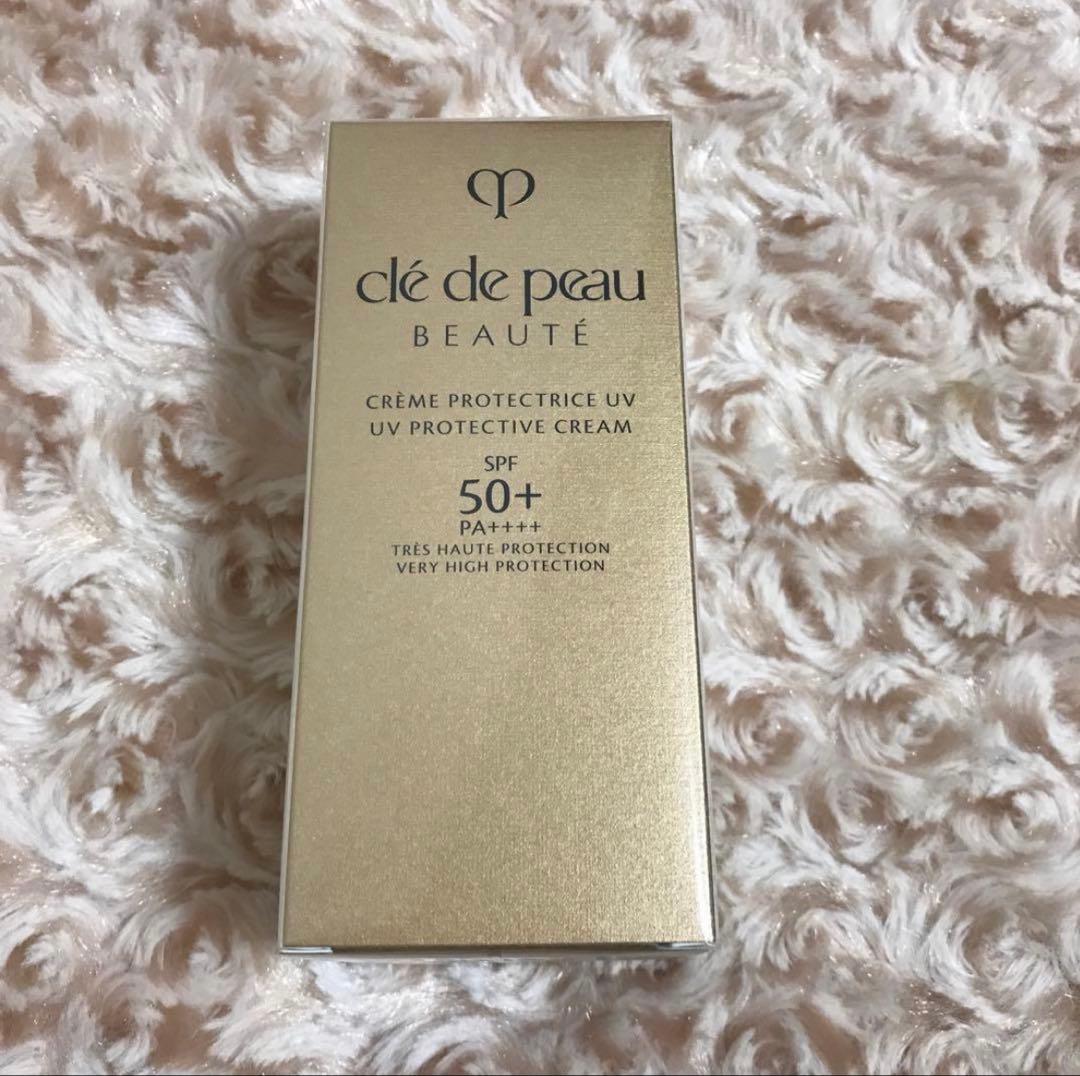 clé de peau
BEAUTÉ
CRÈME PROTECTRICE UV
UV PROTECTIVE CREAM
SPF
50+
PA++++
TRÈS HAUTE PROTECTION
VERY HIGH PROTECTION